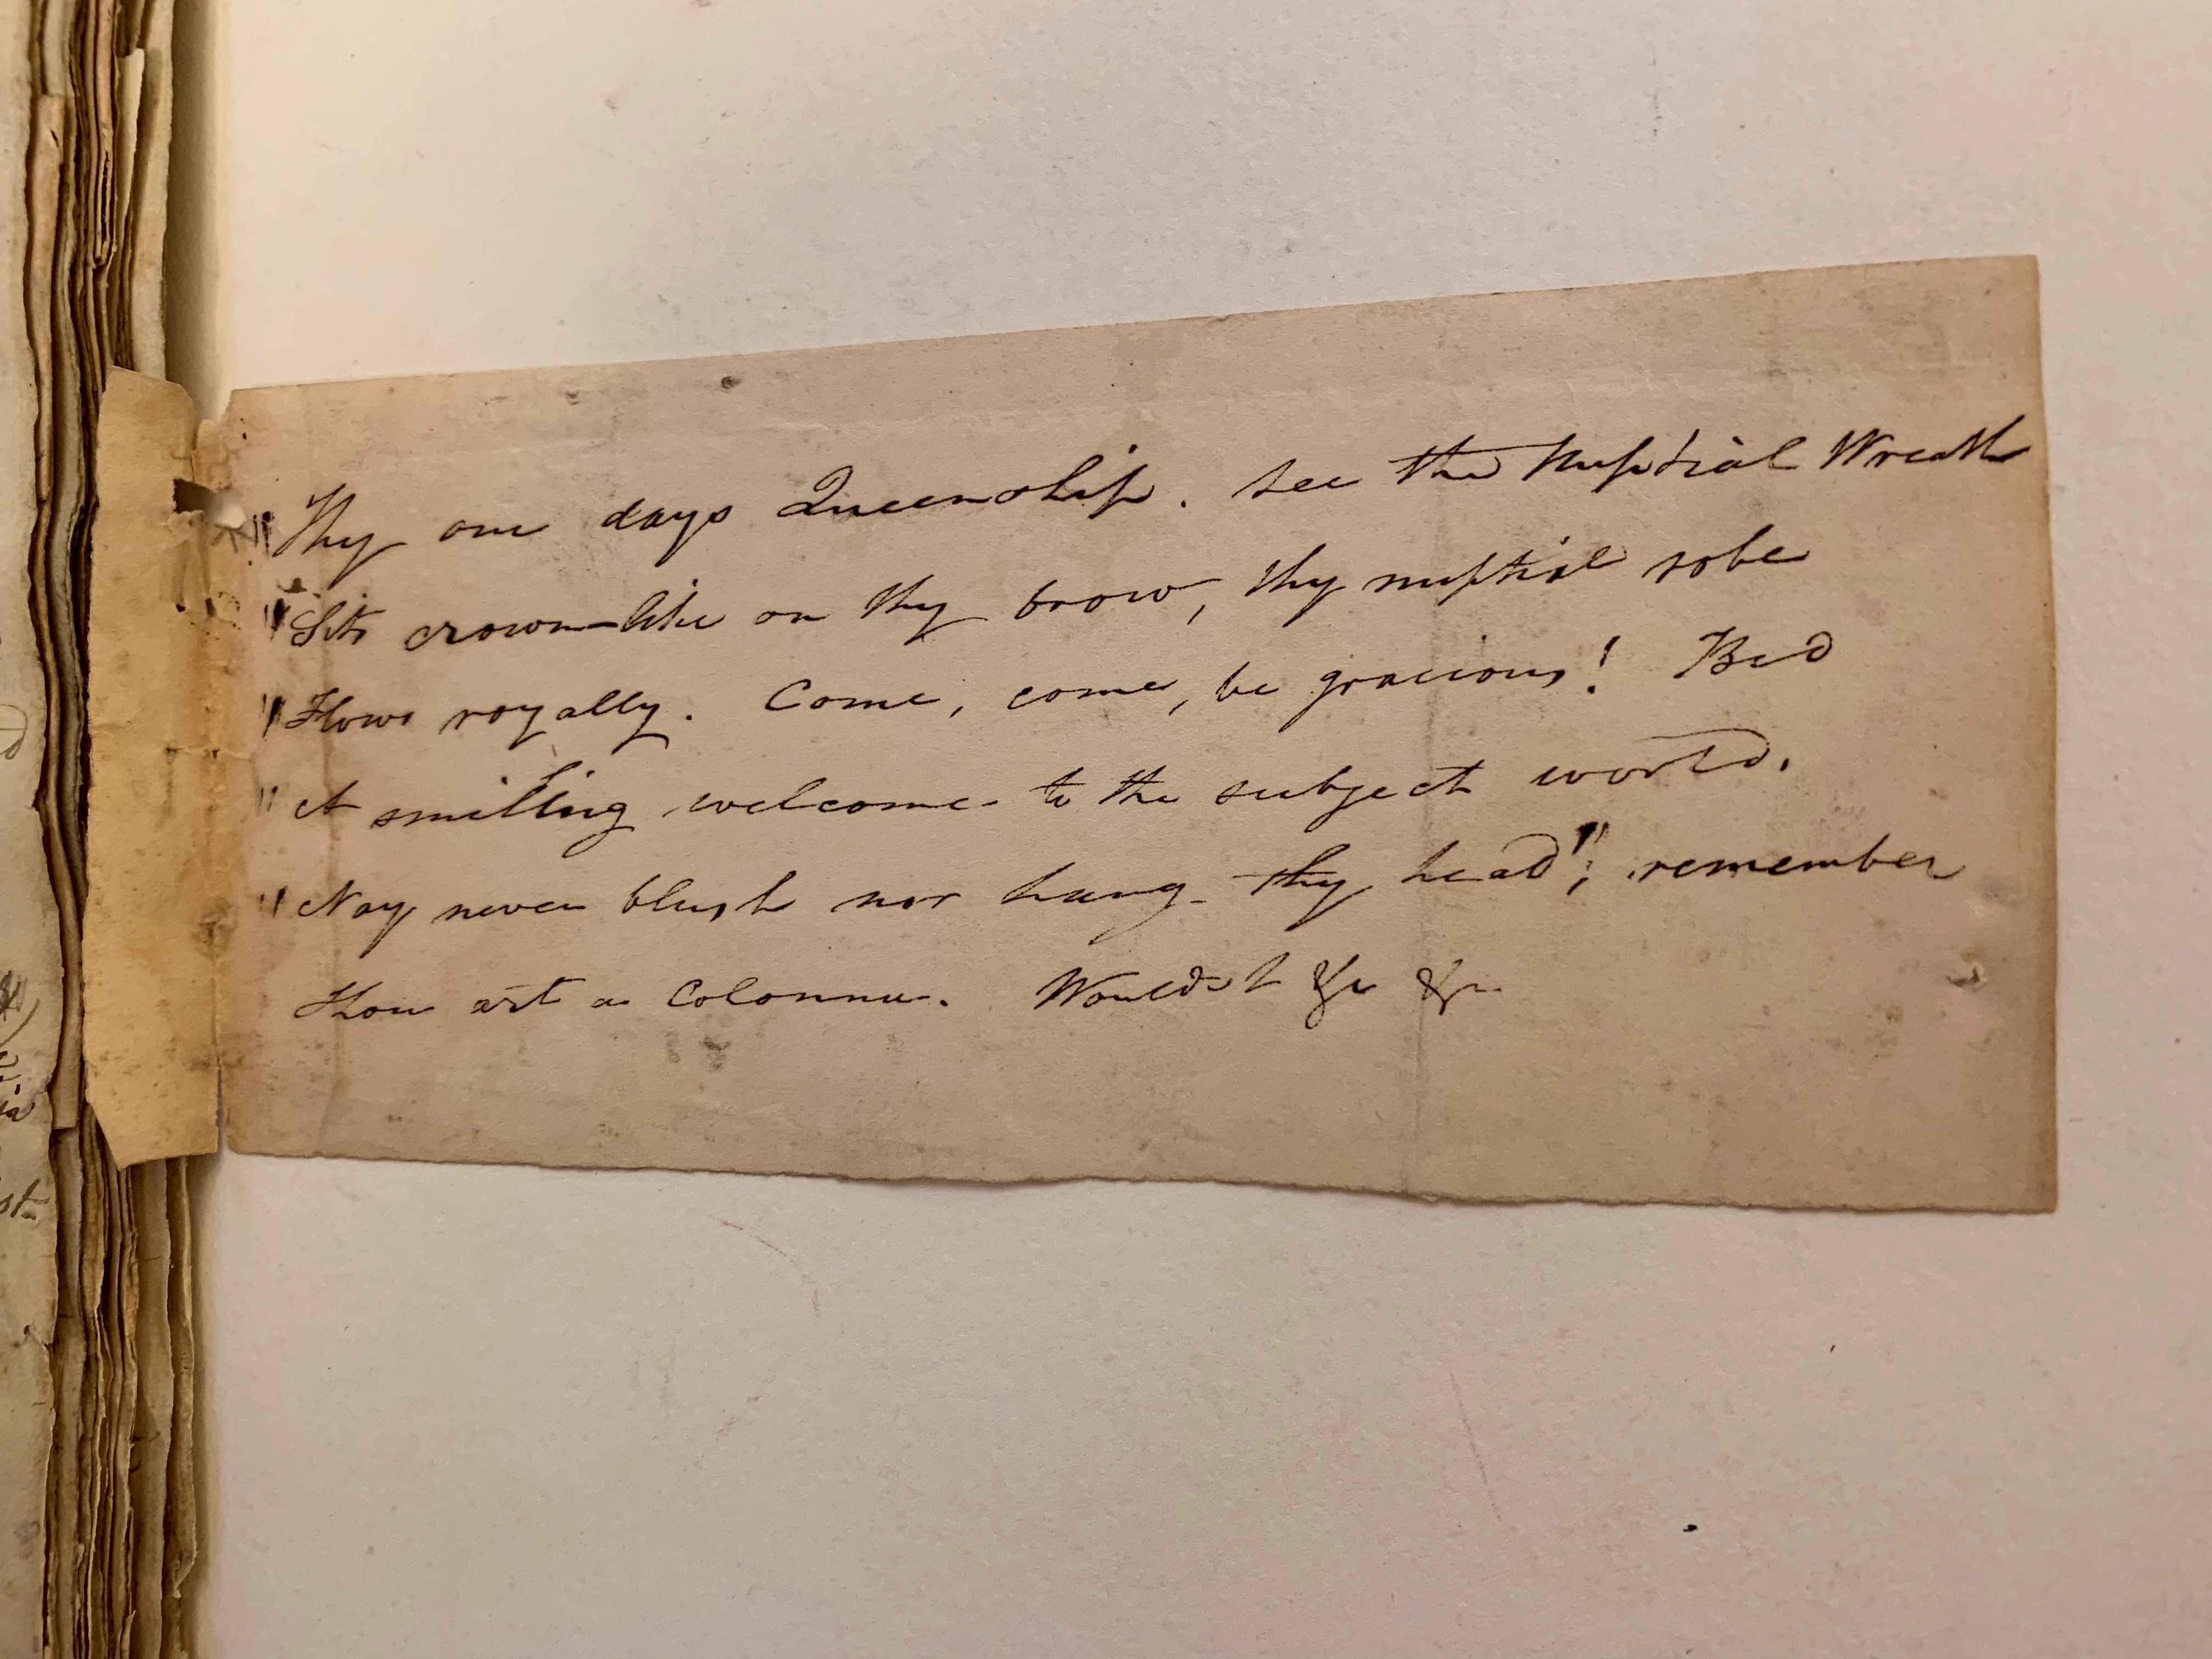 "Thy one days Queenship. See the Nuptial Wreath
"Sits crown-like on thy brow, thy nuptial robe
"Flows royally. Come, come, be gracious! Bid
"A smiling welcome to the subject world.
"Nay never blush nor hang thy head"; remember
Thou art a Colonna. Wouldst &c &c